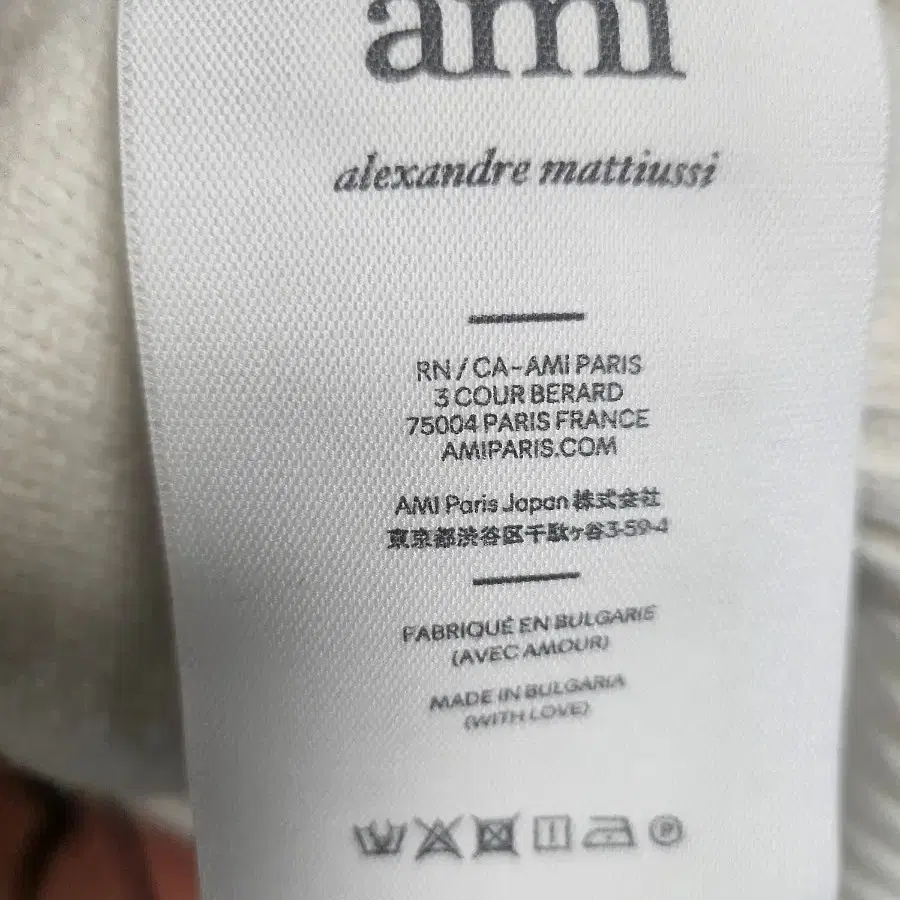 ami
alexandre mattiussi
RN / CA-AMI PARIS
3 COUR BERARD
75004 PARIS FRANCE
AMIPARIS.COM
AMI Paris Japan 株式会社
東京都渋谷区千駄ヶ谷3-59-4
FABRIQUÉ EN BULGARIE
(AVEC AMOUR)
MADE IN BULGARIA
(WITH LOVE)
P